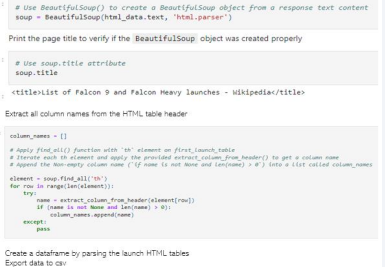 # Use BeautifulSoup() to create a BeautifulSoup object from a response text content
soup = BeautifulSoup(html_data.text, 'html.parser')
Print the page title to verify if the BeautifulSoup object was created properly
# Use soup.title attribute
soup.title
<title>List of Falcon 9 and Falcon Heavy launches - Wikipedia</title>
Extract all column names from the HTML table header
column_names = []
# Apply find_all() function with `th` element on first_launch_table
# Iterate each th element and apply the provided extract_column_from_header() to get a column name
# Append the Non-empty column name (`if name is not None and len(name) > 0`) into a list called column_names
element = soup.find_all('th')
for row in range(len(element)):
try:
name = extract_column_from_header(element[row])
if (name is not None and len(name) > 0):
column_names.append(name)
except:
pass
Create a dataframe by parsing the launch HTML tables
Export data to csv